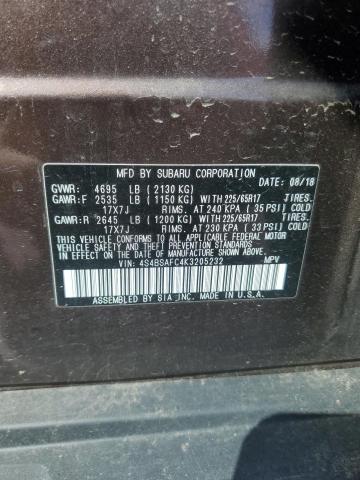 MFD BY SUBARU CORPORATION
DATE: 08/18
GVWR: 4695 LB (2130 KG)
GAWR:F 2535 LB (1150 KG) WITH 225/65R17 TIRES.
17X7J RIMS. AT 240 KPA (35 PSI) COLD
GAWR:R 2645 LB (1200 KG) WITH 225/65R17 TIRES.
17X7J RIMS. AT 230 KPA (33 PSI) COLD
THIS VEHICLE CONFORMS TO ALL APPLICABLE FEDERAL MOTOR
VEHICLE SAFETY AND THEFT PREVENTION STANDARDS IN EFFECT
ON THE DATE OF MANUFACTURE SHOWN ABOVE.
VIN: 4S4BSAFC4K3205232 MPV
ASSEMBLED BY SIA INC. MADE IN U.S.A.